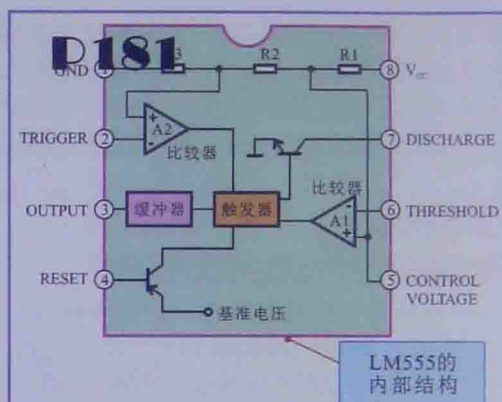 P181
GND ① R3 R2 R1 ⑧ Vcc
TRIGGER ② + A2 - 比较器 ⑦ DISCHARGE
OUTPUT ③ 缓冲器 触发器 比较器 - A1 + ⑥ THRESHOLD
RESET ④ 基准电压 ⑤ CONTROL
VOLTAGE
LM555的
内部结构